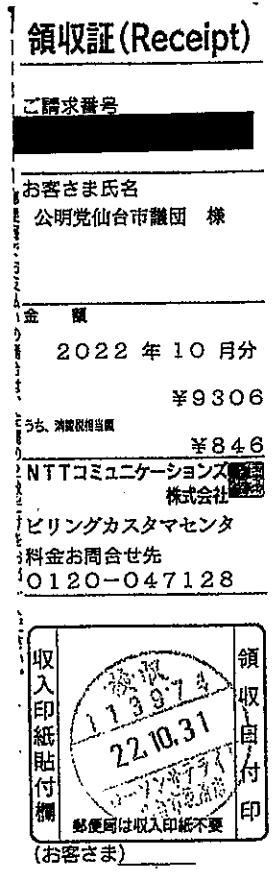 領収証(Receipt)
ご請求番号
お客さま氏名
公明党仙台市議団 様
金 額
2022 年 10 月分
¥9306
うち、消費税相当額
¥846
NTTコミュニケーションズ
株式会社
ビリングカスタマセンタ
料金お問合せ先
0120-047128
収入印紙貼付欄
領収日付印
検収
113974
22.10.31
郵便局は収入印紙不要
(お客さま)